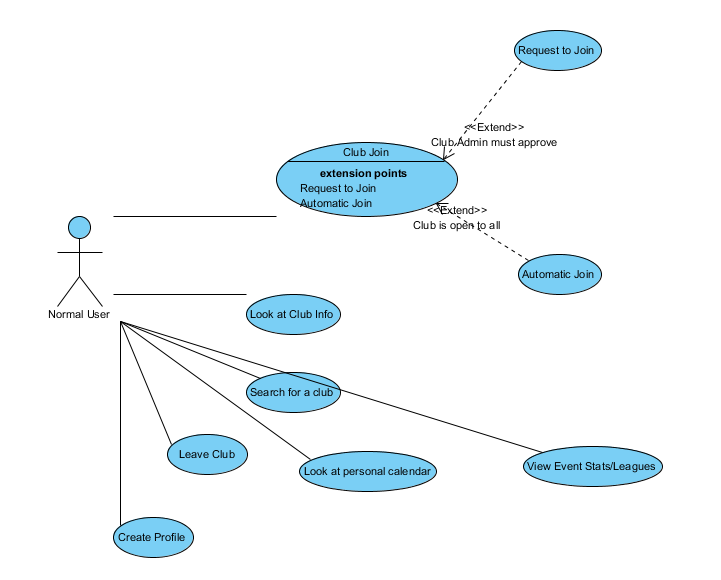 Request to Join
<<Extend>>
Club Admin must approve
Club Join
extension points
Request to Join
Automatic Join
<<Extend>>
Club is open to all
Automatic Join
Normal User
Look at Club Info
Search for a club
Leave Club
Look at personal calendar
View Event Stats/Leagues
Create Profile